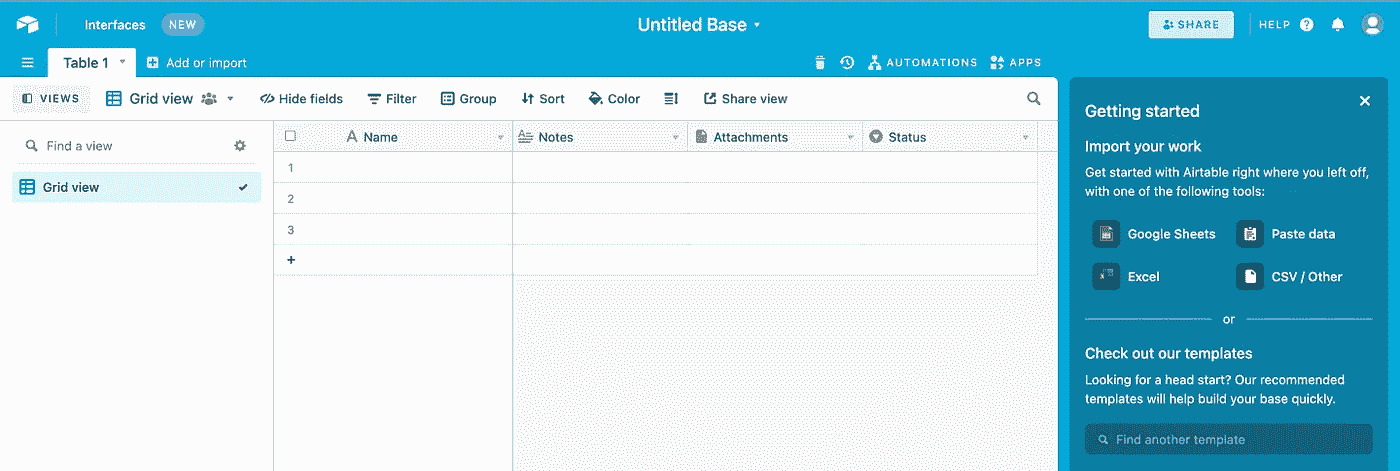 Interfaces NEW Untitled Base SHARE HELP
Table 1 Add or import AUTOMATIONS APPS
VIEWS Grid view Hide fields Filter Group Sort Color Share view
Find a view
Grid view
Name Notes Attachments Status
1
2
3
+
Getting started
Import your work
Get started with Airtable right where you left off,
with one of the following tools:
Google Sheets Paste data
Excel CSV / Other
or
Check out our templates
Looking for a head start? Our recommended
templates will help build your base quickly.
Find another template